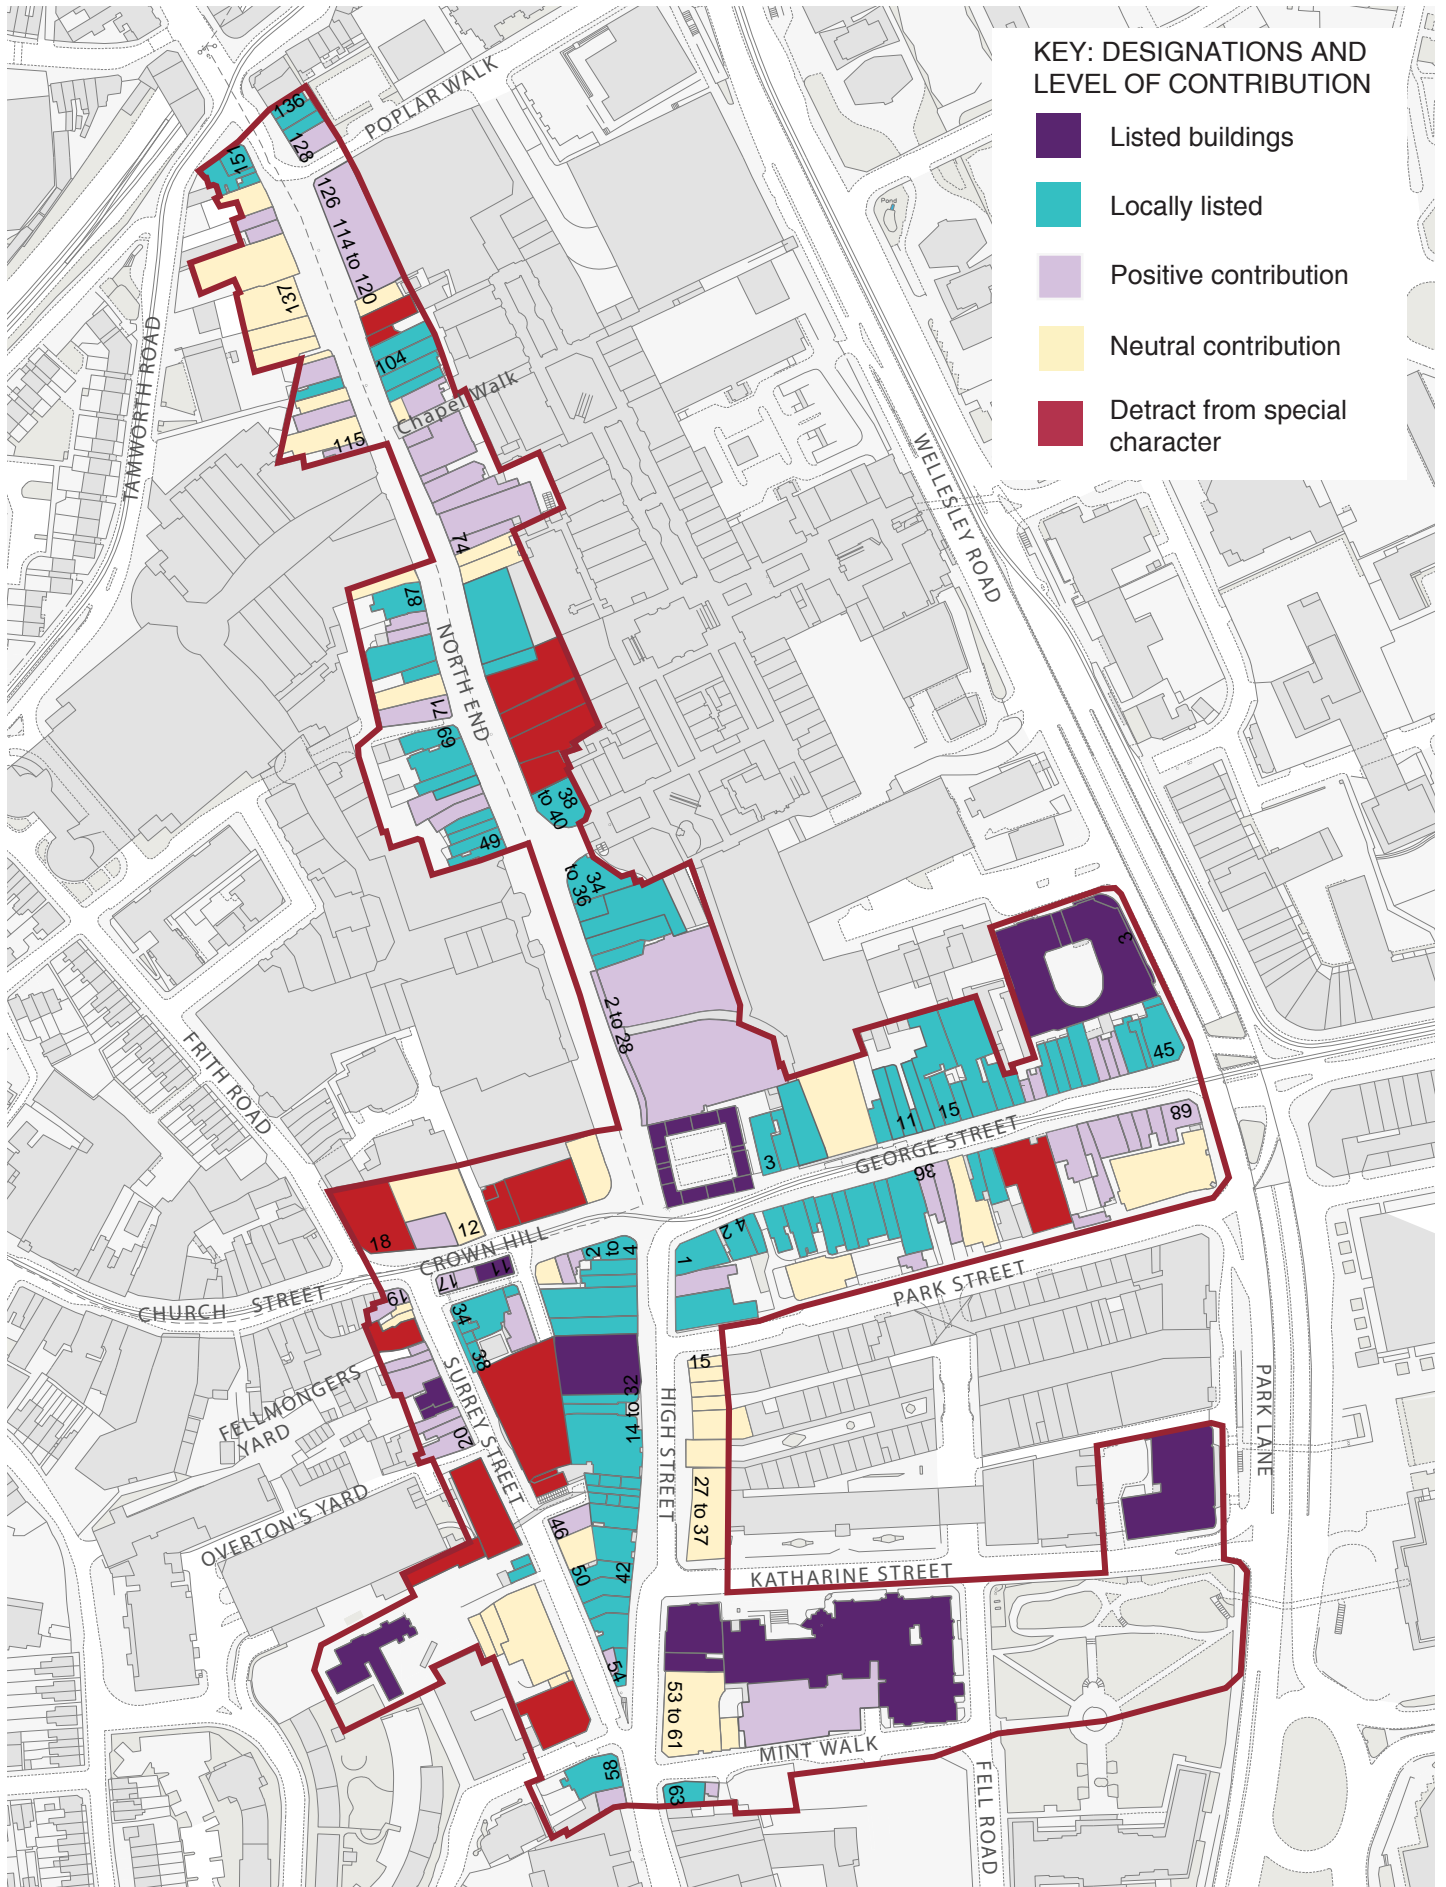 KEY: DESIGNATIONS AND
LEVEL OF CONTRIBUTION
Listed buildings
Locally listed
Positive contribution
Neutral contribution
Detract from special
character
POPLAR WALK
136
128
151
126
114 to 120
137
TAMWORTH ROAD
104
Chapel Walk
115
Pond
WELLESLEY ROAD
74
87
NORTH END
71
69
49
38
to 40
34
to 36
2 to 28
3
FRITH ROAD
45
11
15
3
GEORGE STREET
68
36
18
12
CROWN HILL
2
to
4
1
2
4
PARK STREET
17
11
CHURCH STREET
19
34
38
SURREY STREET
FELLMONGERS
YARD
20
14 to 32
HIGH STREET
15
27 to 37
PARK LANE
OVERTON'S YARD
46
50
42
KATHARINE STREET
54
53 to 61
MINT WALK
58
63
FELL ROAD